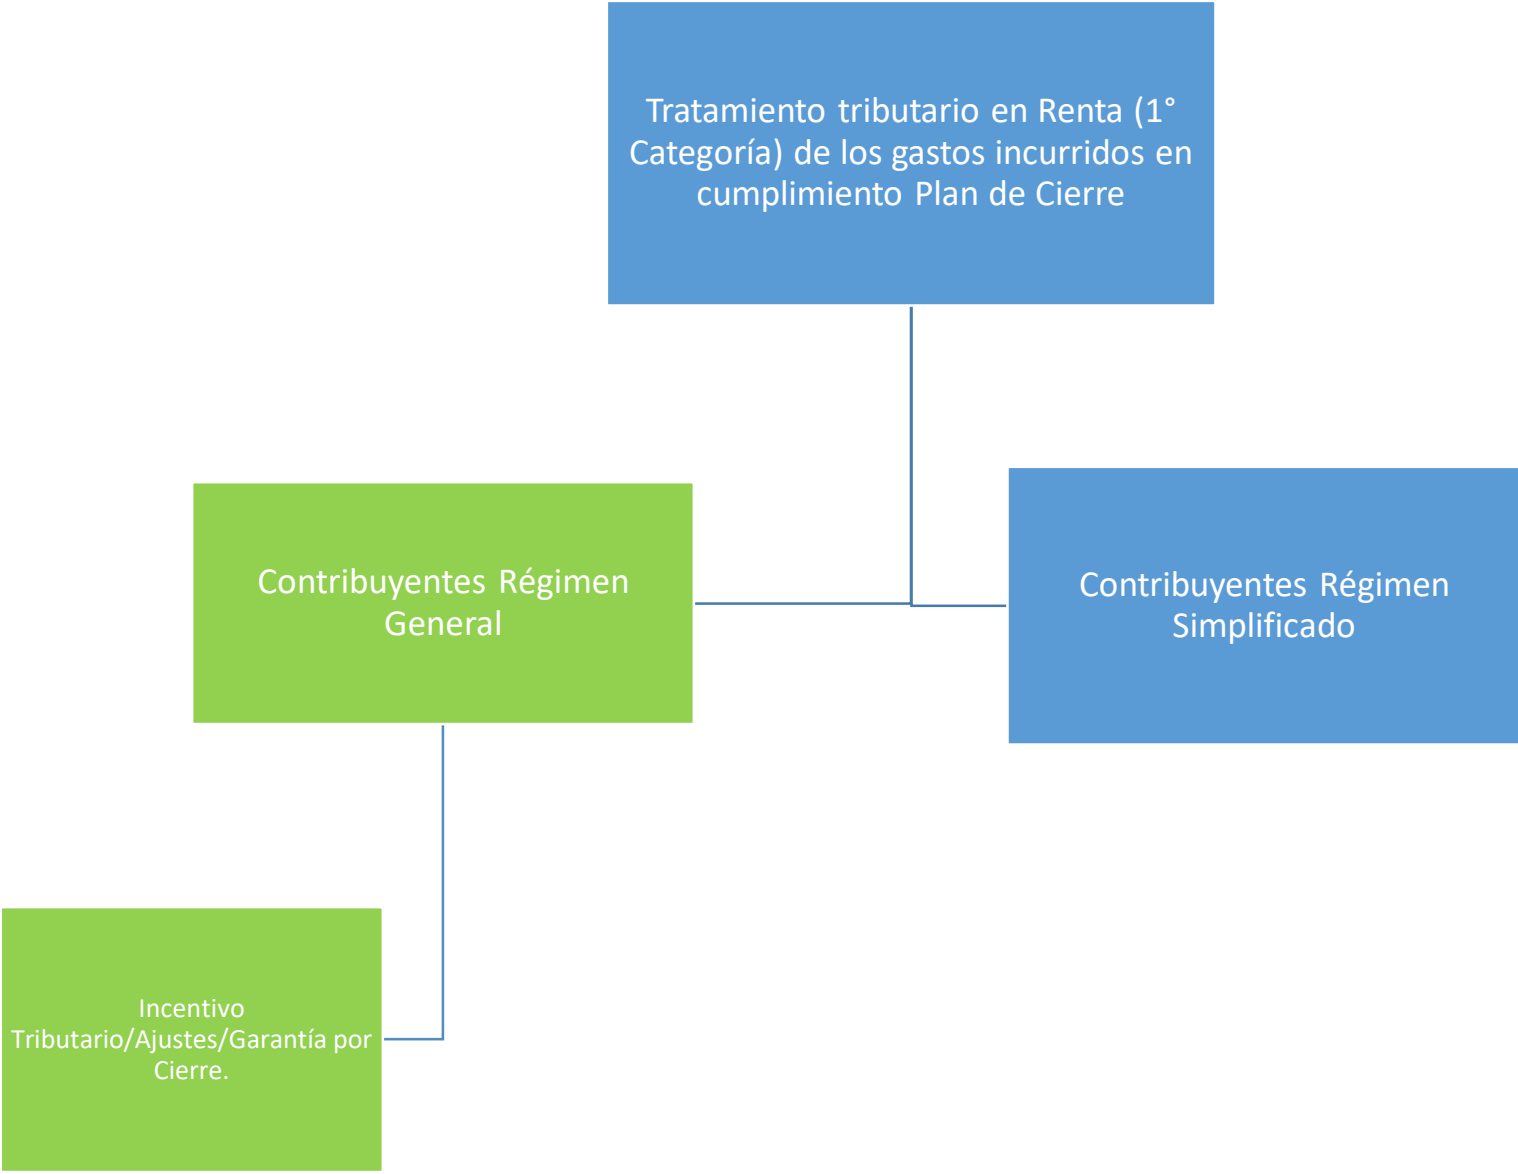 Tratamiento tributario en Renta (1°
Categoría) de los gastos incurridos en
cumplimiento Plan de Cierre
Contribuyentes Régimen
General
Contribuyentes Régimen
Simplificado
Incentivo
Tributario/Ajustes/Garantía por
Cierre.